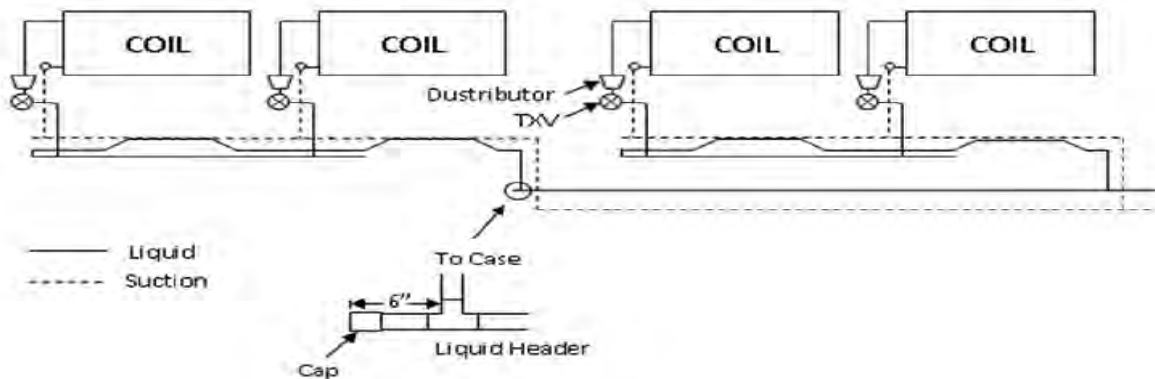 COIL COIL COIL COIL
Dustributor
TXV
Liquid
Suction
To Case
6"
Liquid Header
Cap